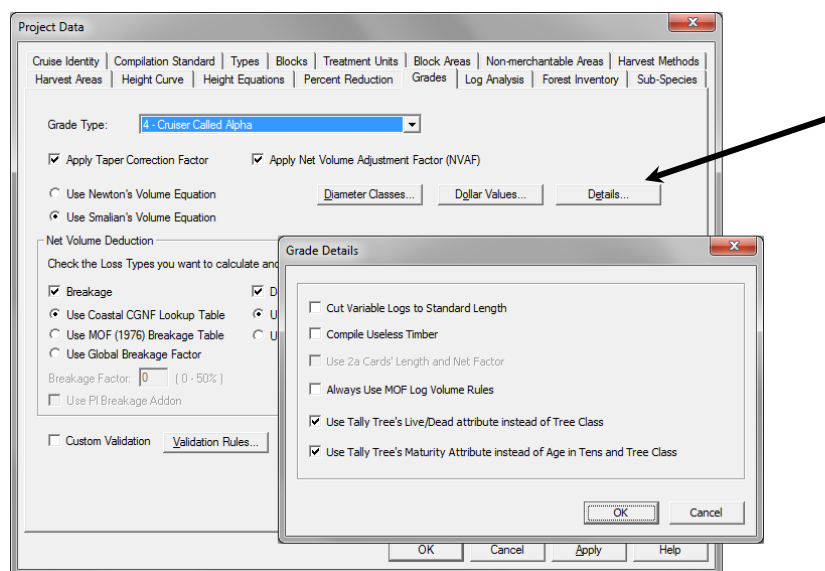 Project Data
Cruise Identity Compilation Standard Types Blocks Treatment Units Block Areas Non-merchantable Areas Harvest Methods
Harvest Areas Height Curve Height Equations Percent Reduction Grades Log Analysis Forest Inventory Sub-Species
Grade Type: 4 - Cruiser Called Alpha
Apply Taper Correction Factor Apply Net Volume Adjustment Factor (NVAF)
Use Newton's Volume Equation Diameter Classes... Dollar Values... Details...
Use Smalian's Volume Equation
Net Volume Deduction
Check the Loss Types you want to calculate and
Breakage D
Use Coastal CGNF Lookup Table U
Use MOF (1976) Breakage Table U
Use Global Breakage Factor
Breakage Factor: 0 ( 0 - 50% )
Use PI Breakage Addon
Custom Validation Validation Rules...
Grade Details
Cut Variable Logs to Standard Length
Compile Useless Timber
Use 2a Cards' Length and Net Factor
Always Use MOF Log Volume Rules
Use Tally Tree's Live/Dead attribute instead of Tree Class
Use Tally Tree's Maturity Attribute instead of Age in Tens and Tree Class
OK Cancel
OK Cancel Apply Help